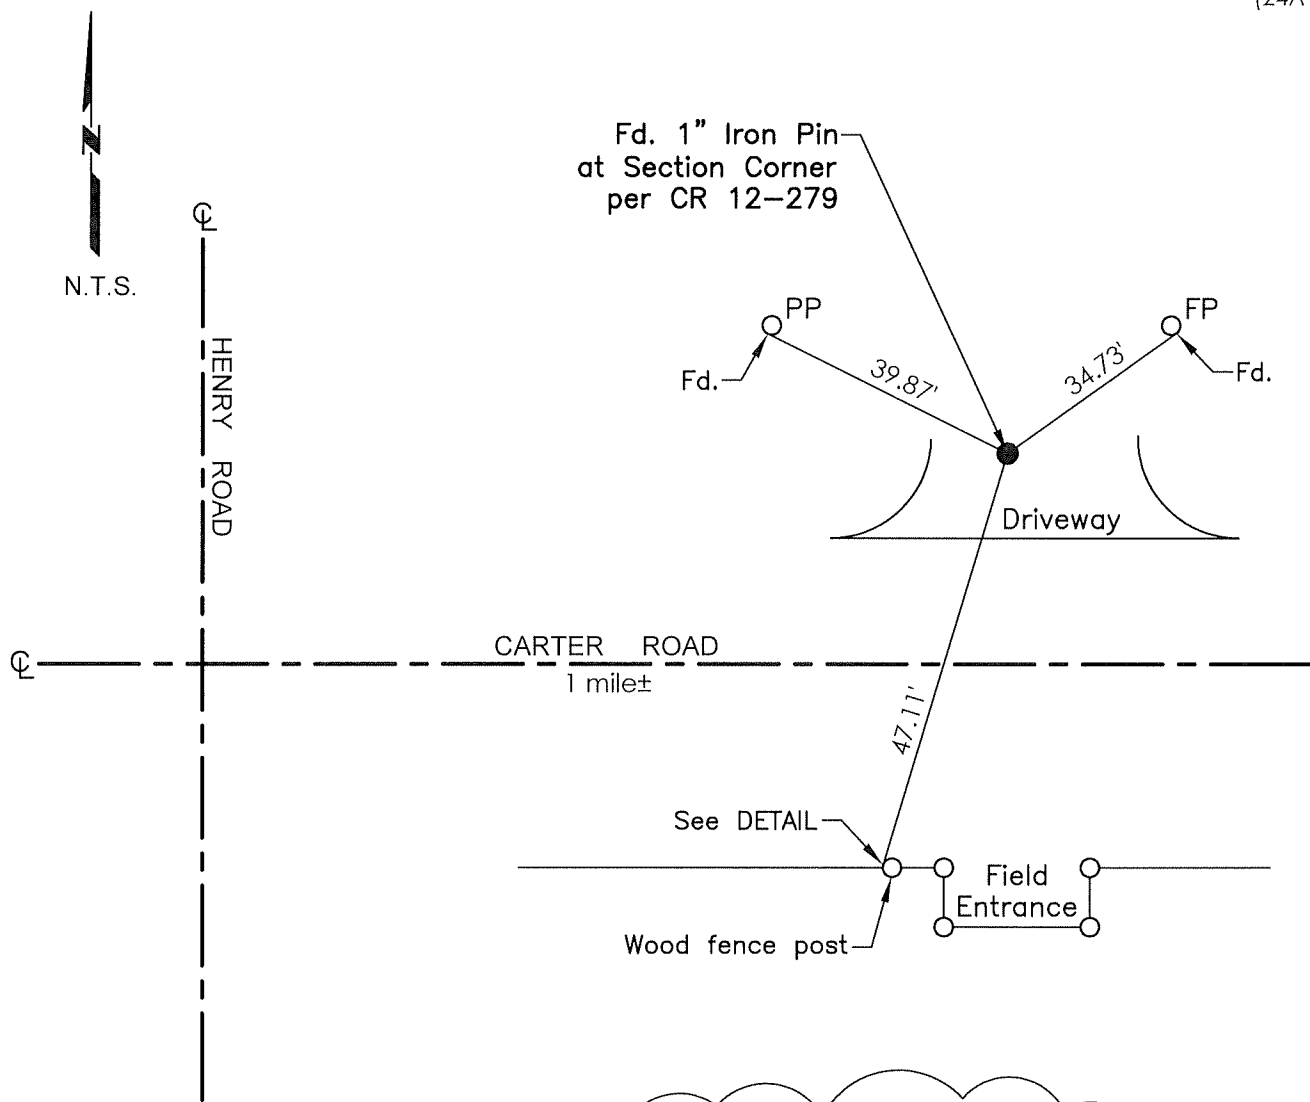 N
N.T.S.
Fd. 1" Iron Pin
at Section Corner
per CR 12-279
℄
HENRY ROAD
PP
FP
Fd.
Fd.
39.87'
34.73'
Driveway
℄
CARTER ROAD
1 mile±
47.11'
See DETAIL
Field
Entrance
Wood fence post